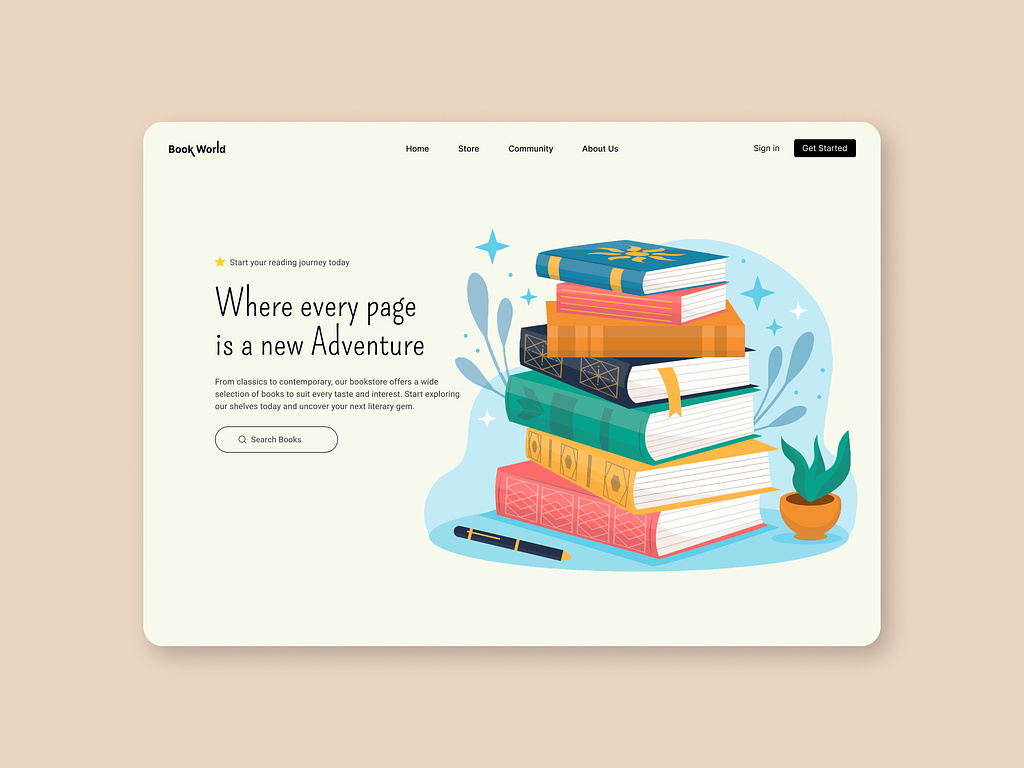 Book World
Home Store Community About Us
Sign in Get Started
Start your reading journey today
Where every page
is a new Adventure
From classics to contemporary, our bookstore offers a wide
selection of books to suit every taste and interest. Start exploring
our shelves today and uncover your next literary gem.
Search Books